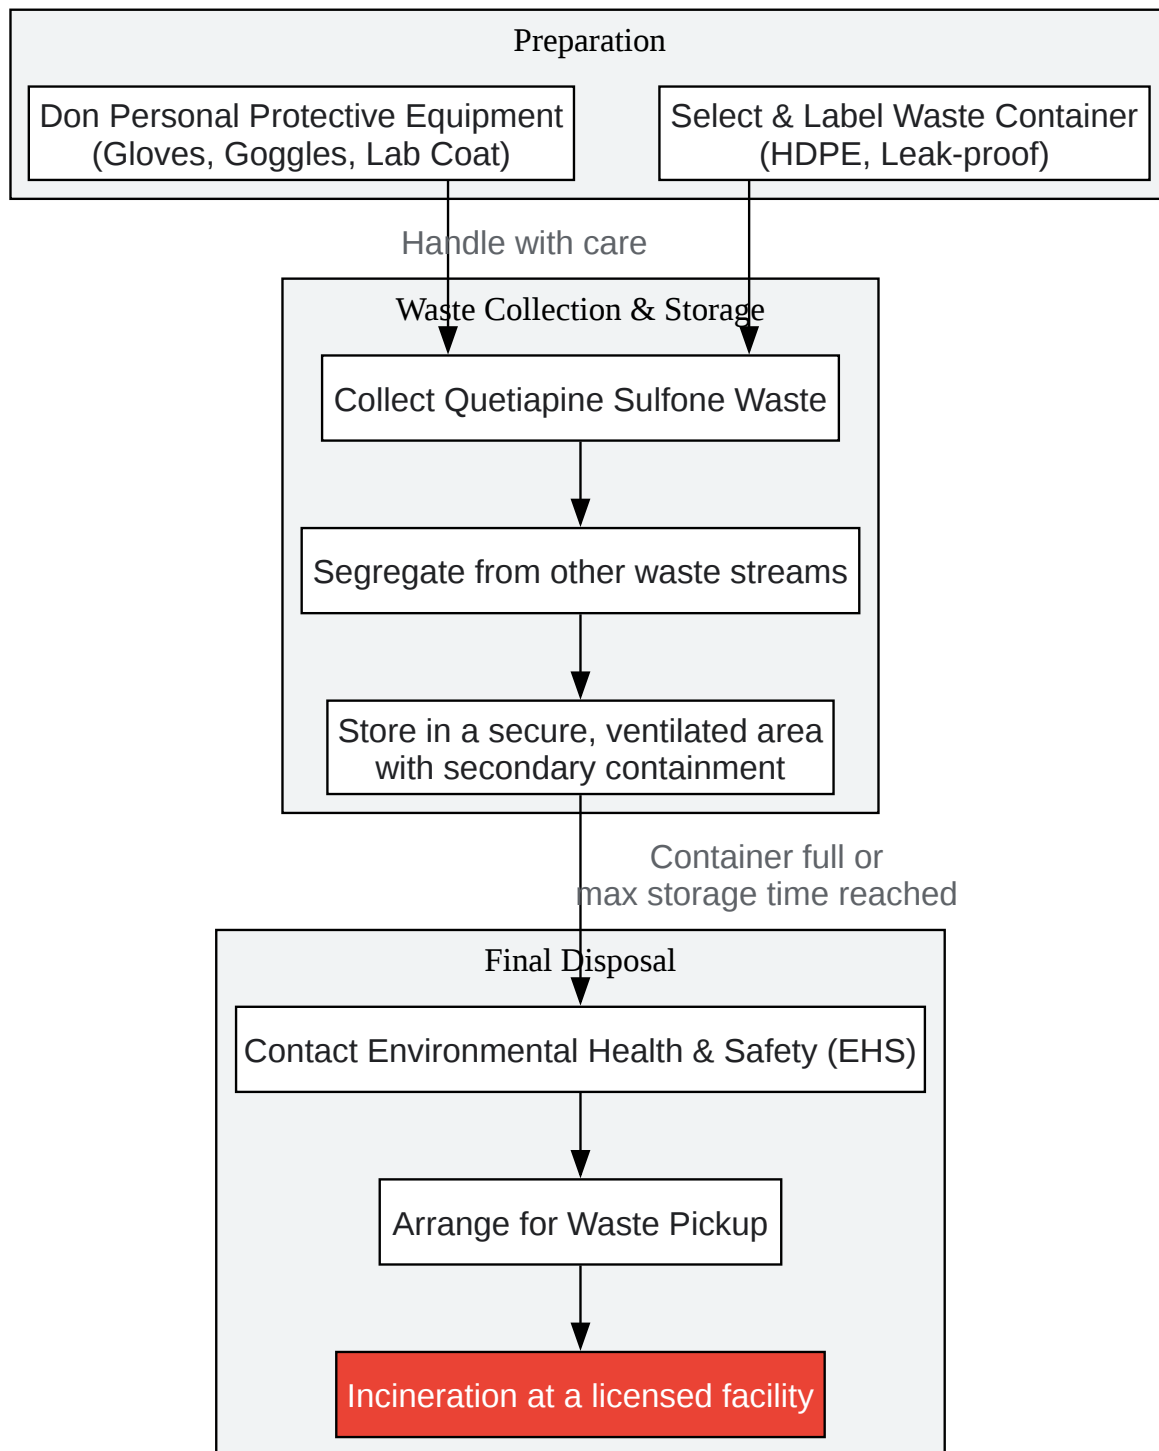 Preparation
Don Personal Protective Equipment
(Gloves, Goggles, Lab Coat)
Select & Label Waste Container
(HDPE, Leak-proof)
Handle with care
Waste Collection & Storage
Collect Quetiapine Sulfone Waste
Segregate from other waste streams
Store in a secure, ventilated area
with secondary containment
Container full or
max storage time reached
Final Disposal
Contact Environmental Health & Safety (EHS)
Arrange for Waste Pickup
Incineration at a licensed facility